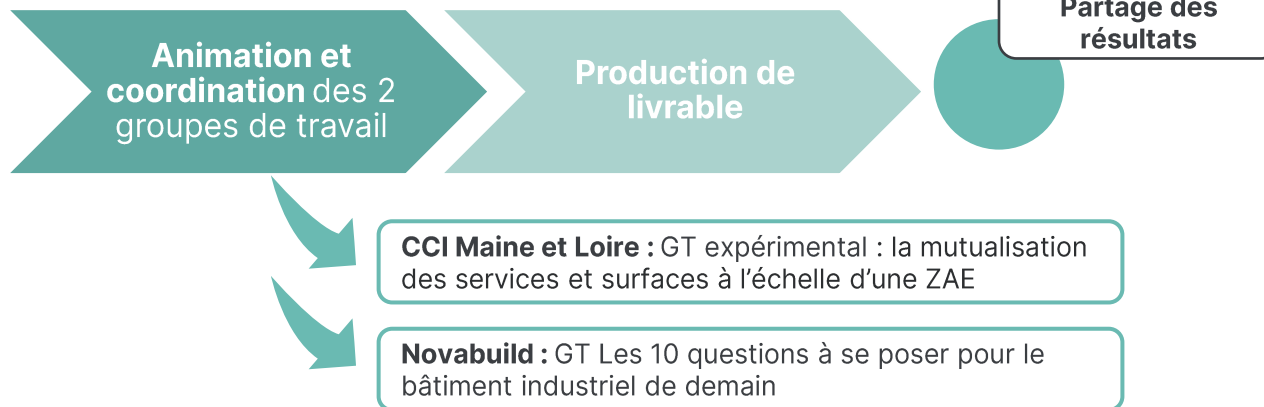 Partage des
résultats
Animation et
coordination des 2
groupes de travail
Production de
livrable
CCI Maine et Loire : GT expérimental : la mutualisation
des services et surfaces à l’échelle d’une ZAE
Novabuild : GT Les 10 questions à se poser pour le
bâtiment industriel de demain